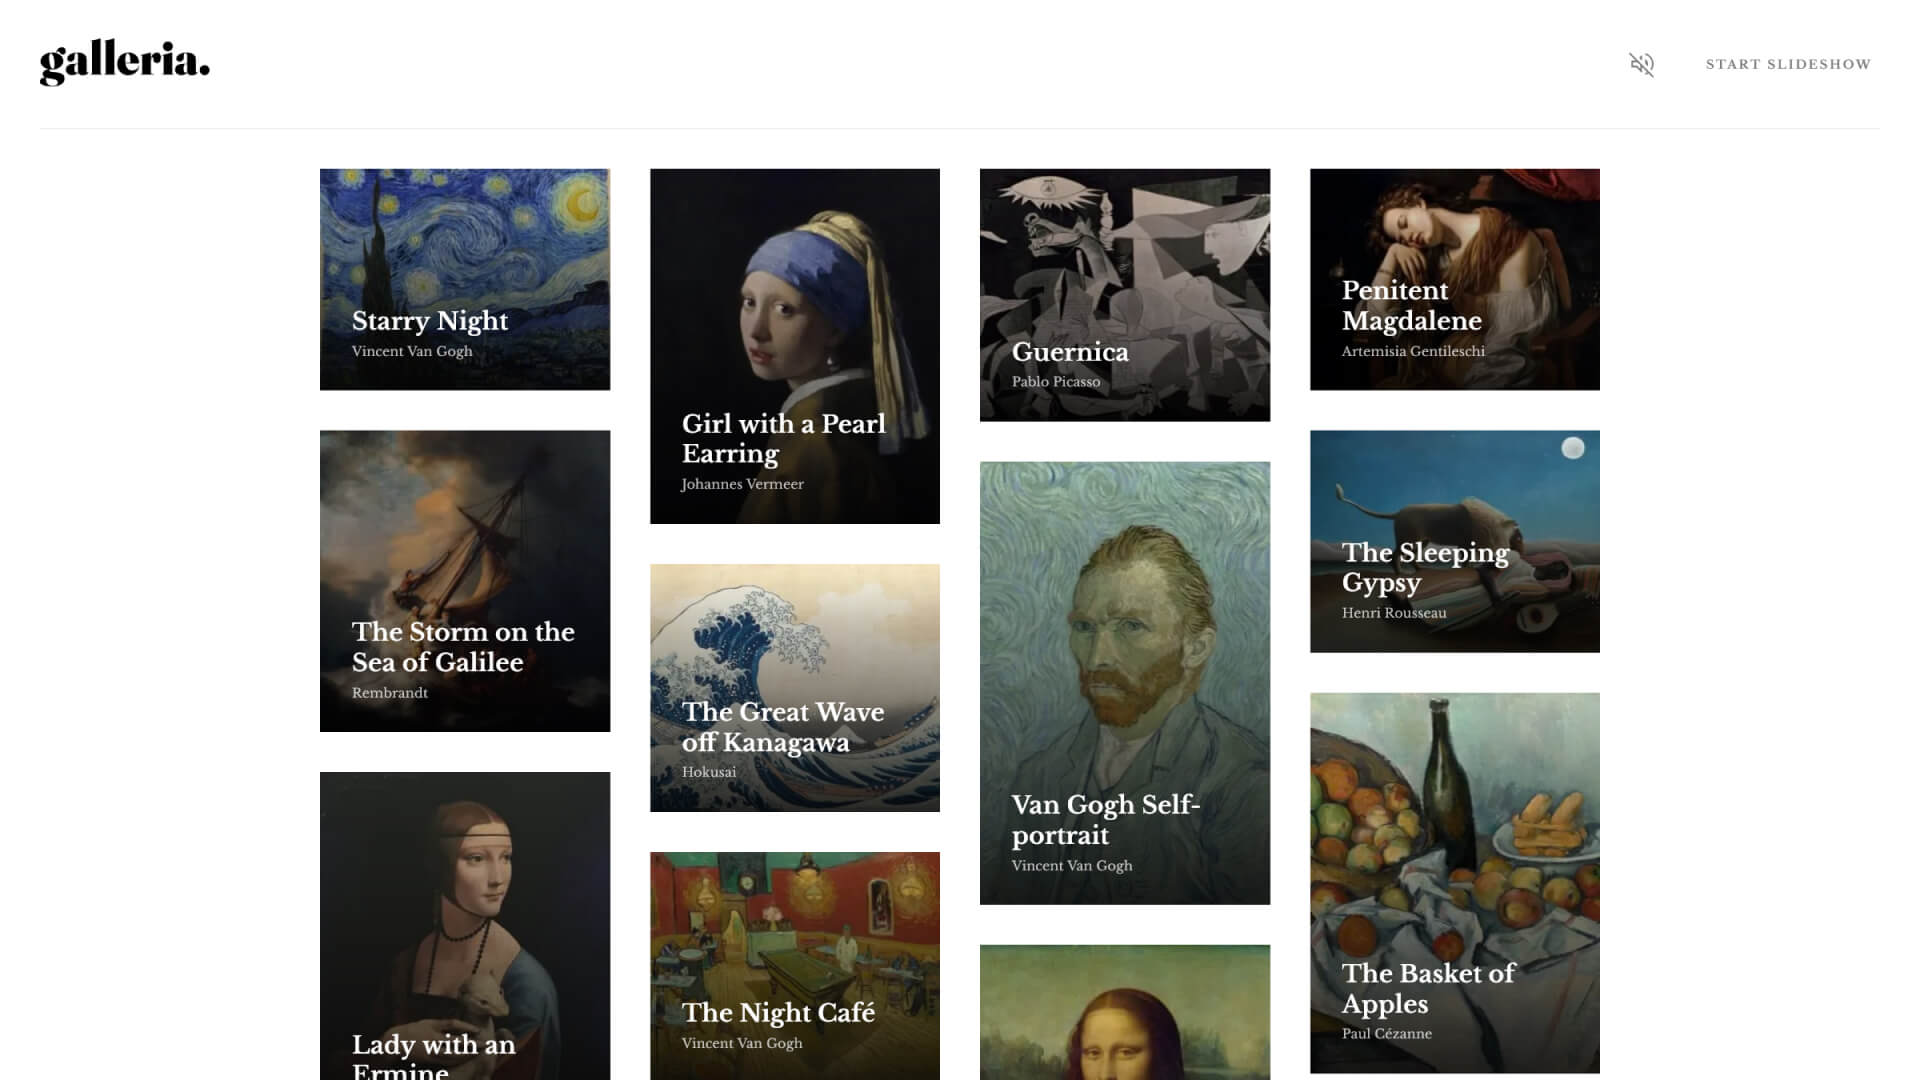 galleria.
START SLIDESHOW
Starry Night
Vincent Van Gogh
Girl with a Pearl
Earring
Johannes Vermeer
Guernica
Pablo Picasso
Penitent
Magdalene
Artemisia Gentileschi
The Storm on the
Sea of Galilee
Rembrandt
The Great Wave
off Kanagawa
Hokusai
Van Gogh Self-
portrait
Vincent Van Gogh
The Sleeping
Gypsy
Henri Rousseau
Lady with an
Ermine
The Night Café
Vincent Van Gogh
The Basket of
Apples
Paul Cézanne